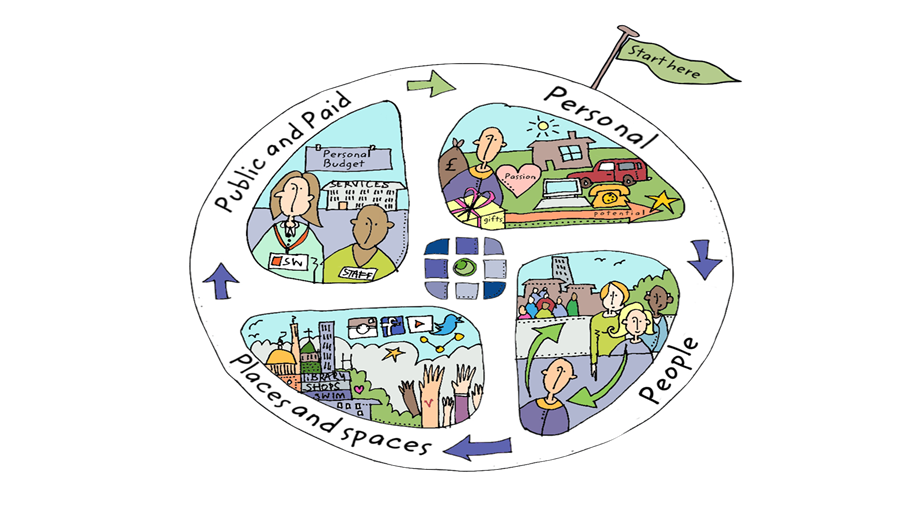 Start here
Personal
£
Passion
gifts
potential
People
Places and spaces
LIBRARY
SHOPS
SWIM
f
Public and Paid
Personal
Budget
SERVICES
SW
STAFF